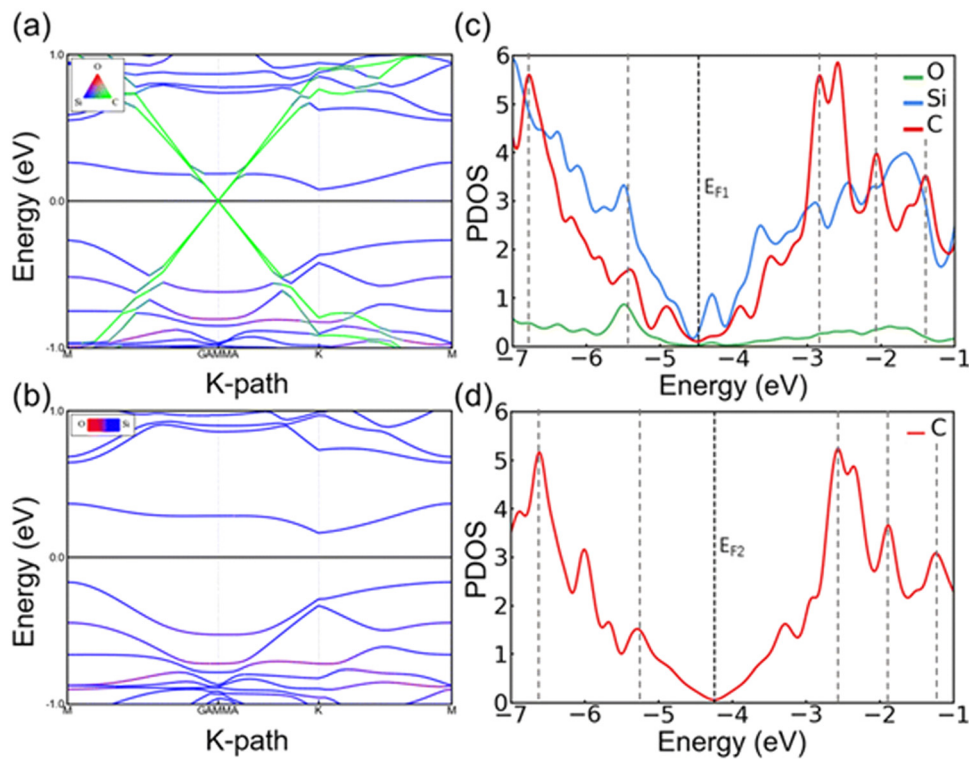 (a)
1.0
O
Si C
0.0
-1.0
M GAMMA K M
Energy (eV)
K-path
(b)
1.0
O Si
0.0
-1.0
M GAMMA K M
Energy (eV)
K-path
(c)
6
5
4
3
2
1
0
PDOS
O
Si
C
EF1
−7 −6 −5 −4 −3 −2 −1
Energy (eV)
(d)
5
4
3
2
1
0
PDOS
C
EF2
−7 −6 −5 −4 −3 −2 −1
Energy (eV)